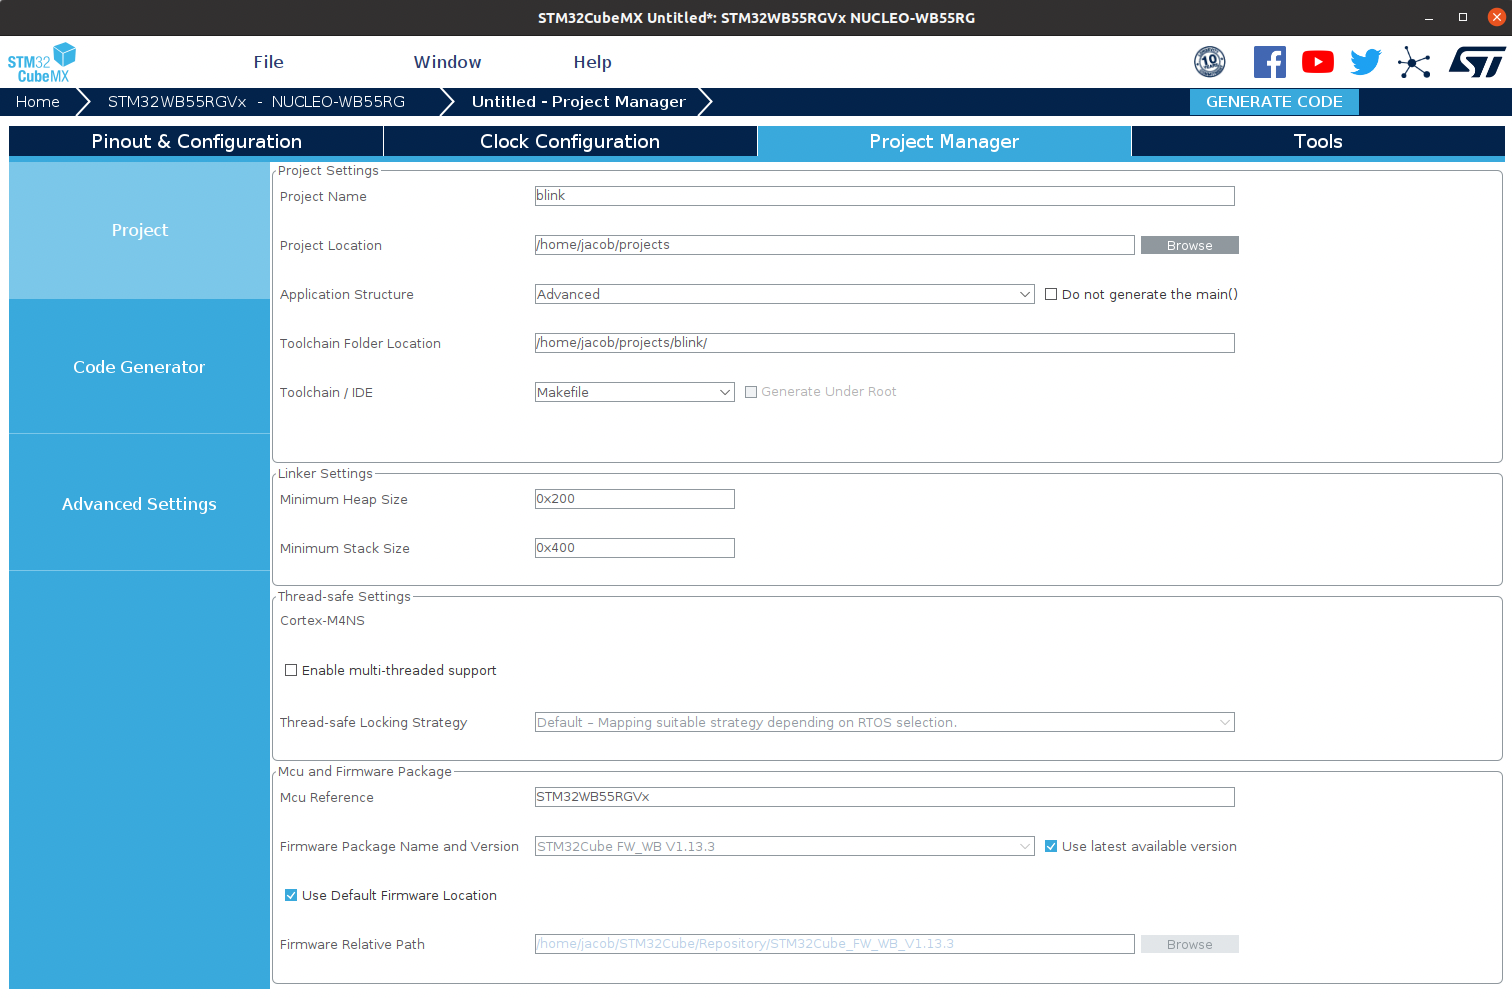 STM32CubeMX Untitled*: STM32WB55RGVx NUCLEO-WB55RG
STM32
CubeMX
File Window Help
10
Home STM32WB55RGVx - NUCLEO-WB55RG Untitled - Project Manager GENERATE CODE
Pinout & Configuration Clock Configuration Project Manager Tools
Project
Code Generator
Advanced Settings
Project Settings
Project Name blink
Project Location /home/jacob/projects Browse
Application Structure Advanced Do not generate the main()
Toolchain Folder Location /home/jacob/projects/blink/
Toolchain / IDE Makefile Generate Under Root
Linker Settings
Minimum Heap Size 0x200
Minimum Stack Size 0x400
Thread-safe Settings
Cortex-M4NS
Enable multi-threaded support
Thread-safe Locking Strategy Default – Mapping suitable strategy depending on RTOS selection.
Mcu and Firmware Package
Mcu Reference STM32WB55RGVx
Firmware Package Name and Version STM32Cube FW_WB V1.13.3 Use latest available version
Use Default Firmware Location
Firmware Relative Path /home/jacob/STM32Cube/Repository/STM32Cube_FW_WB_V1.13.3 Browse